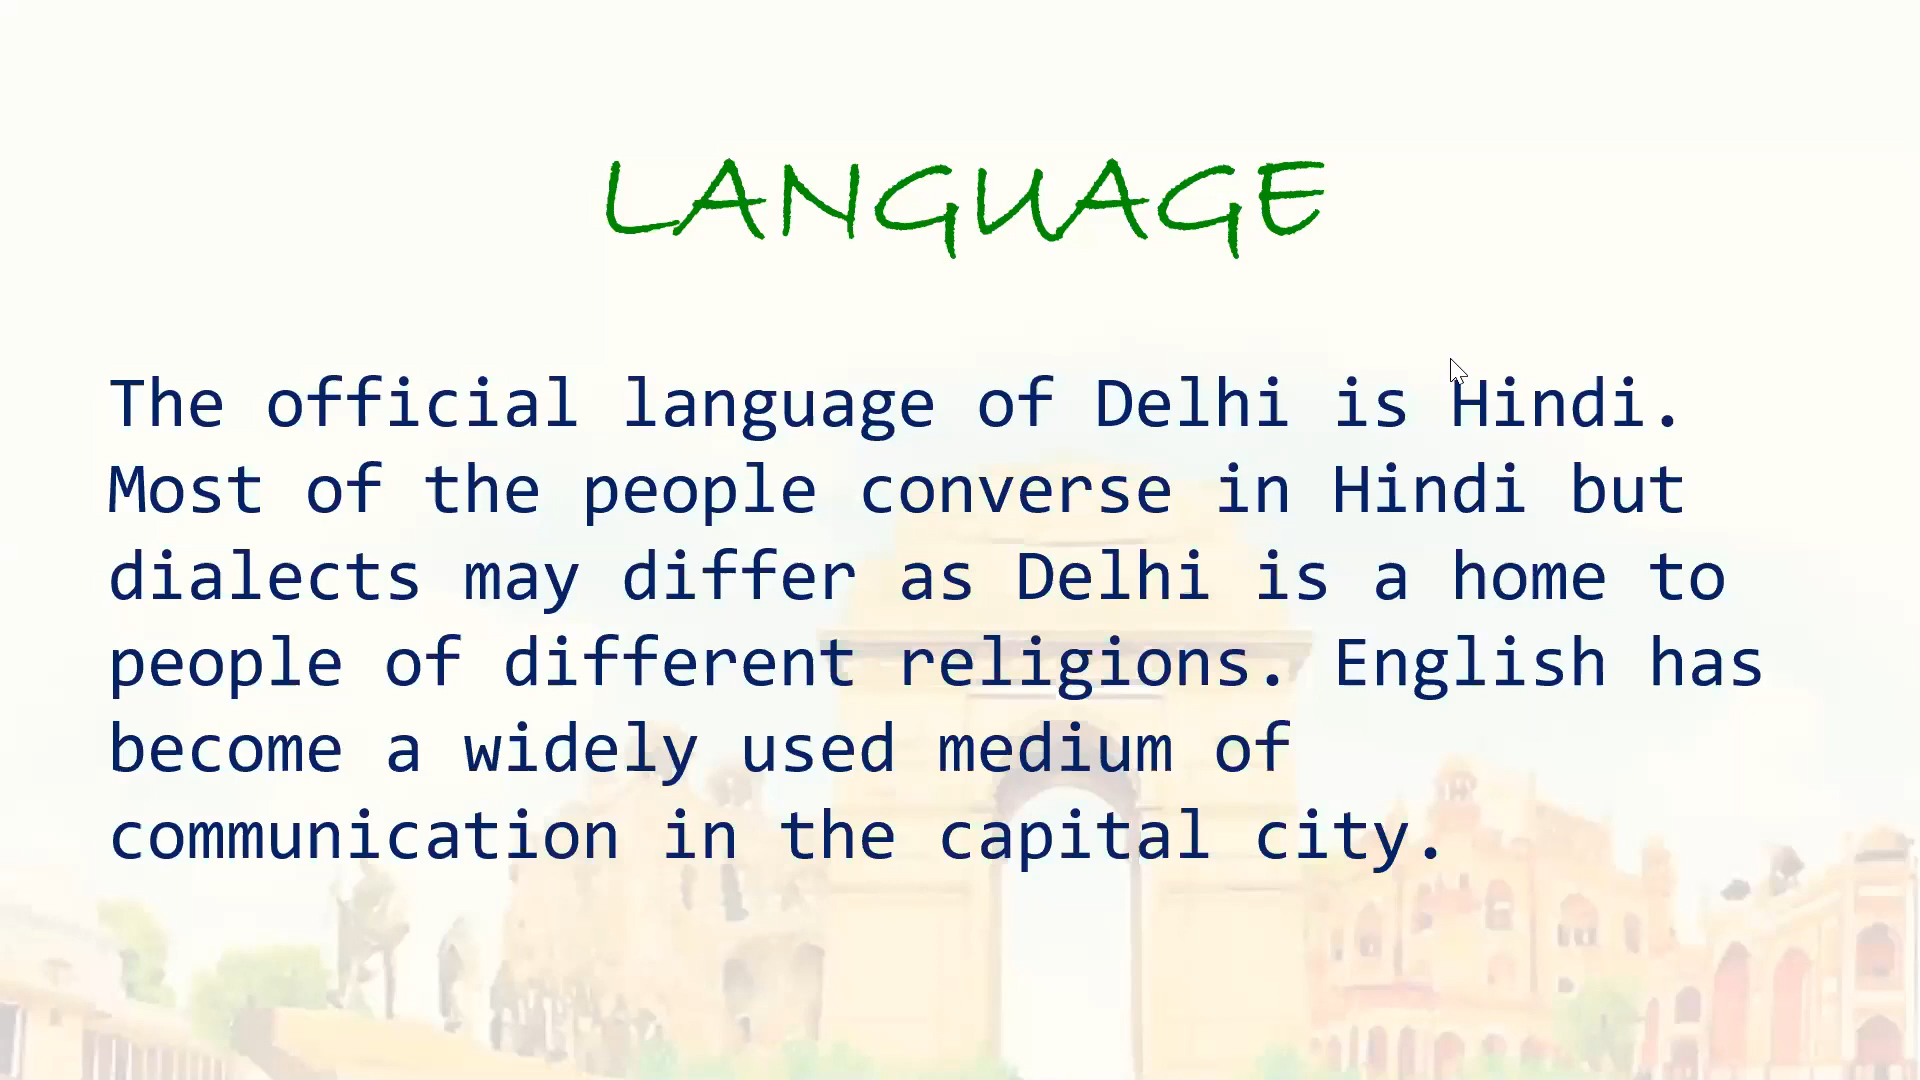 LANGUAGE
The official language of Delhi is Hindi.
Most of the people converse in Hindi but
dialects may differ as Delhi is a home to
people of different religions. English has
become a widely used medium of
communication in the capital city.